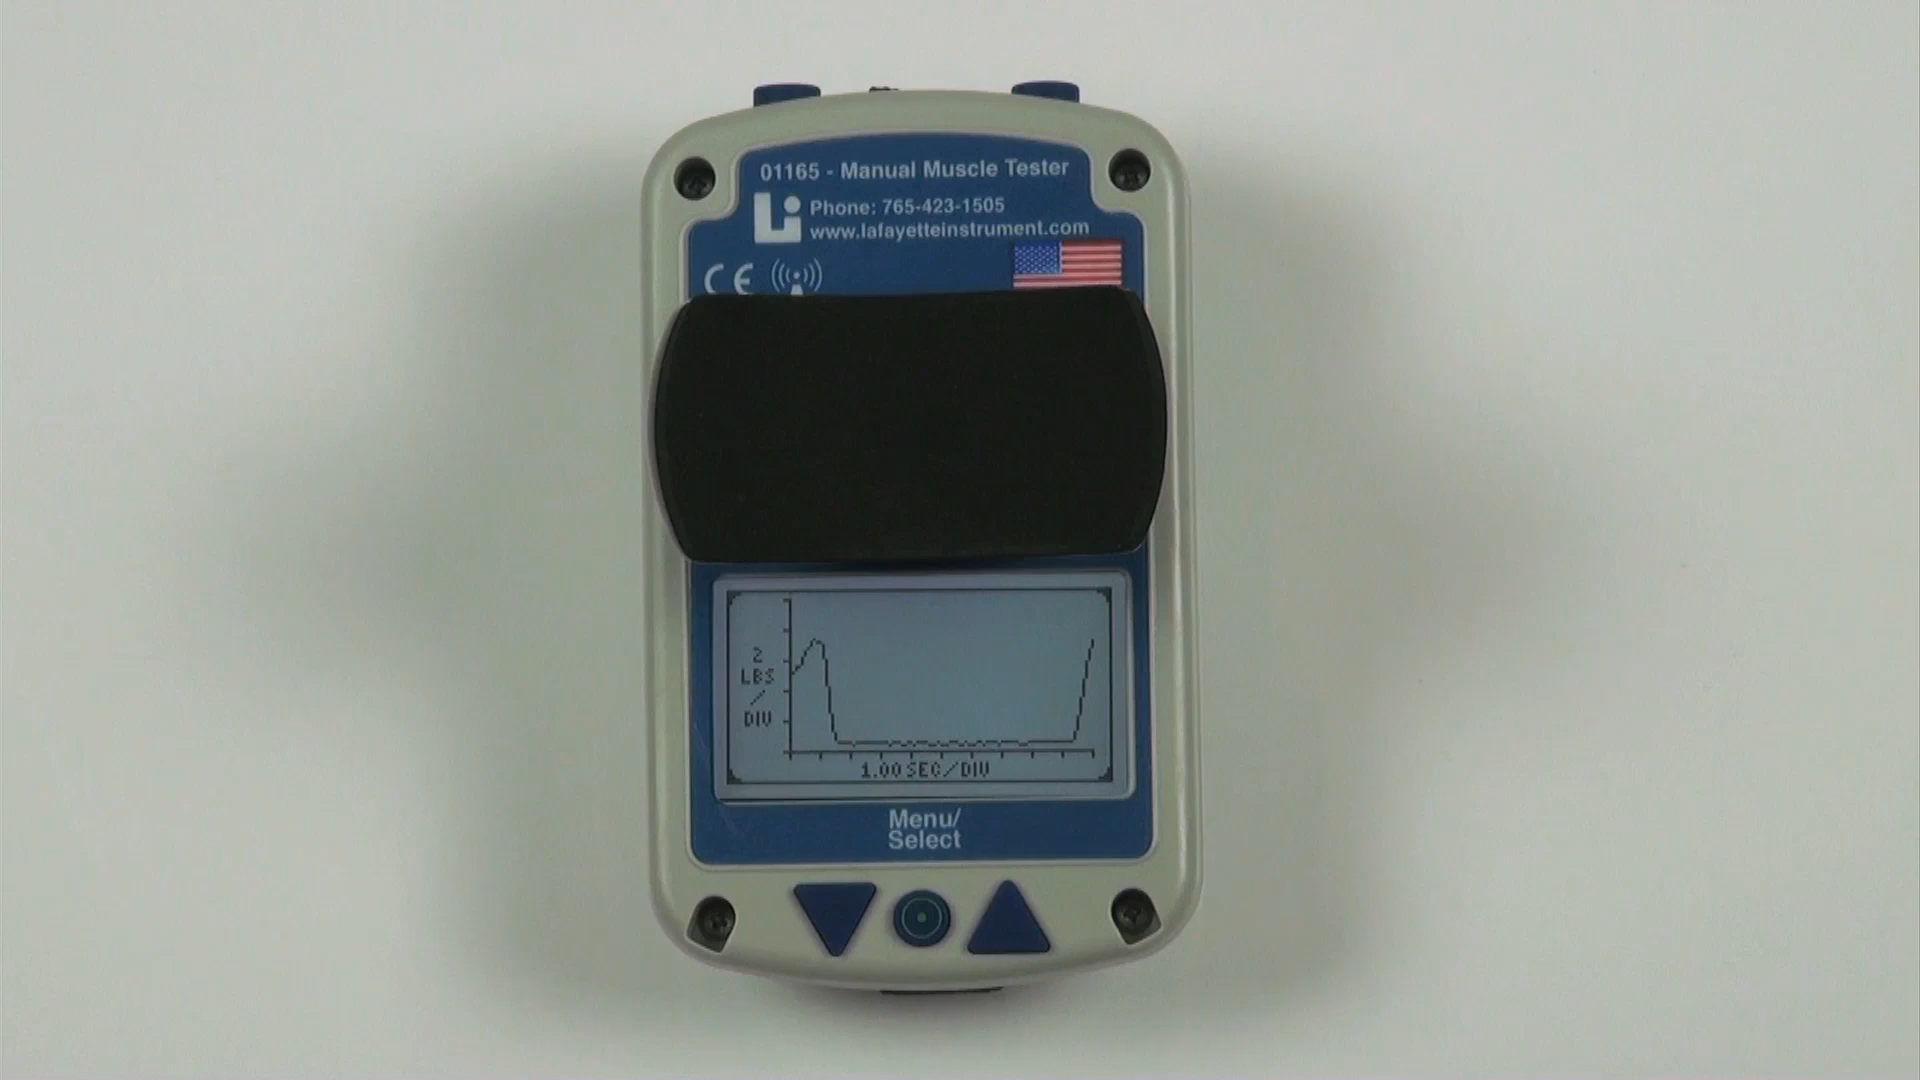 01165 - Manual Muscle Tester
Phone: 765-423-1505
www.lafayetteinstrument.com
CE
2
LBS
/
DIV
1.00 SEC/DIV
Menu/
Select